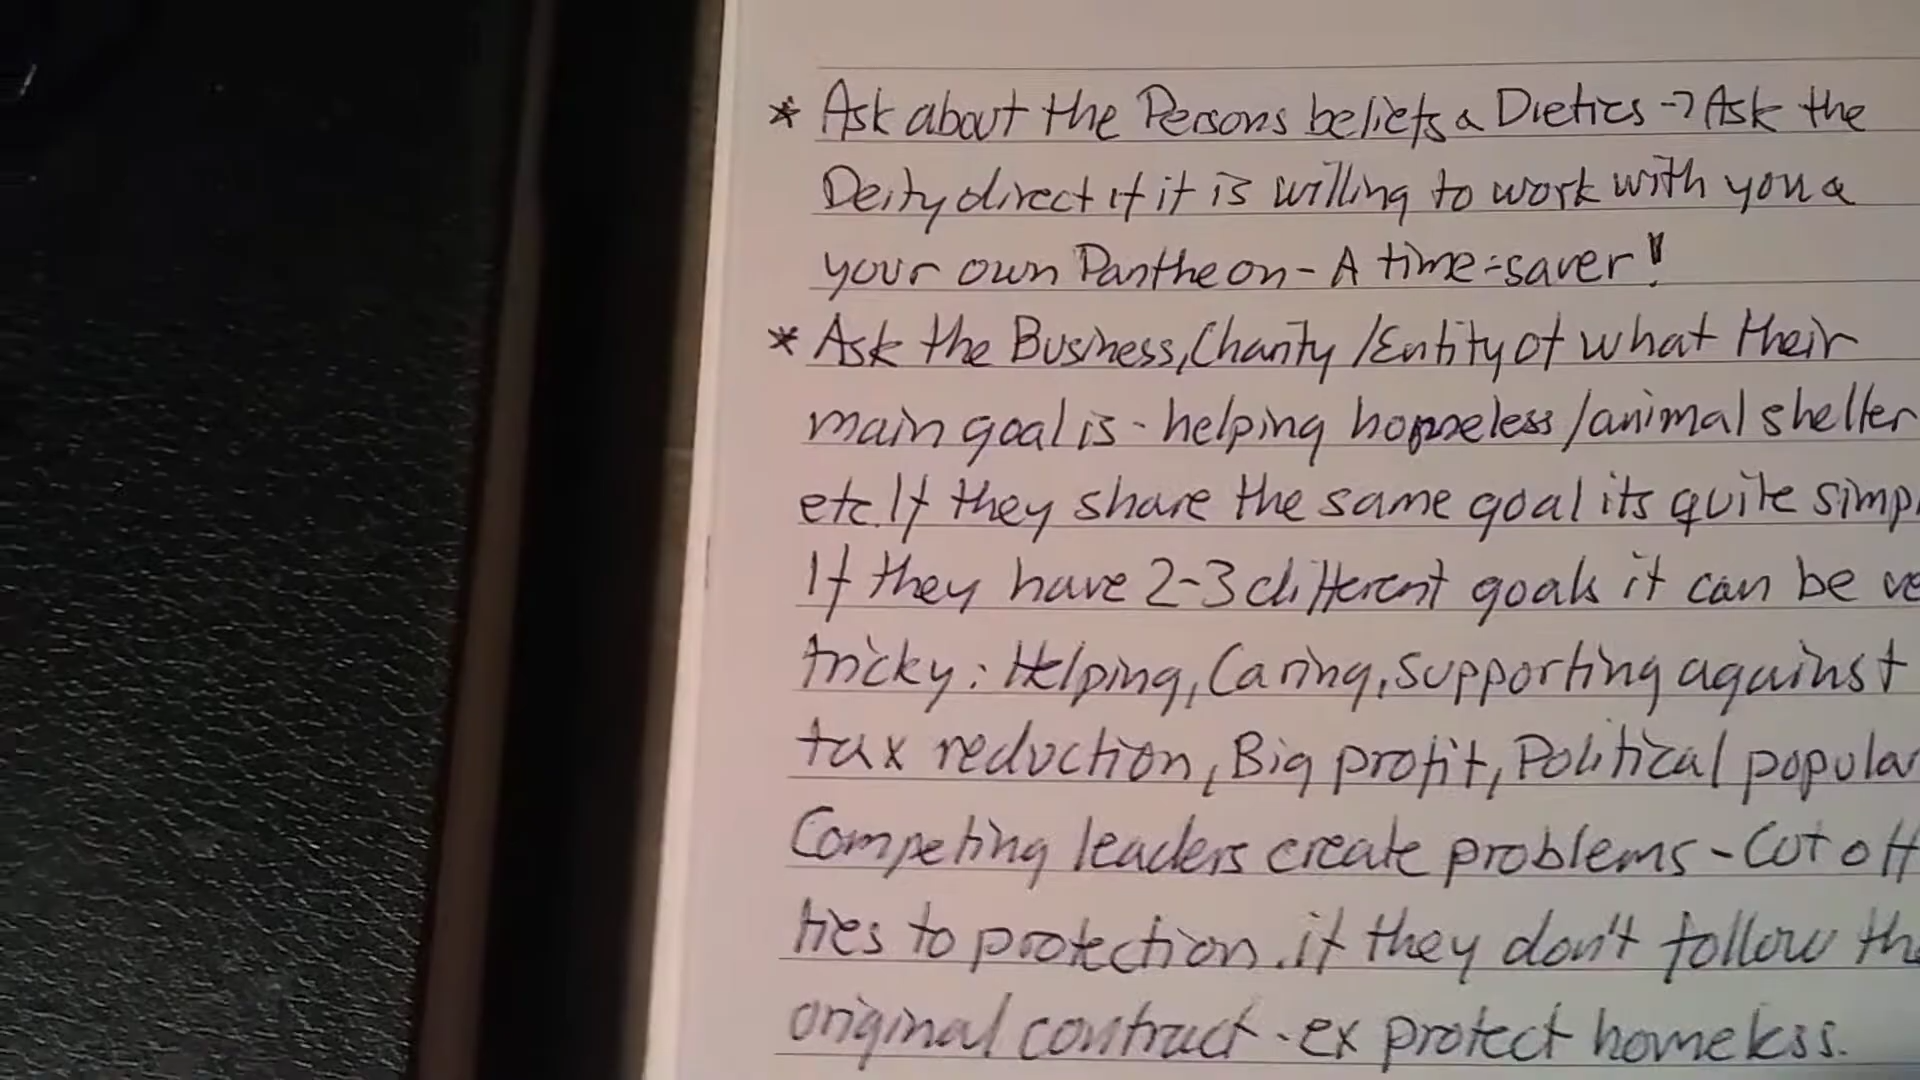 * Ask about the Persons beliefs & Dieties → Ask the
Deity direct if it is willing to work with you &
your own Pantheon - A time-saver!
* Ask the Business, Charity / Entity of what their
main goal is - helping homeless / animal shelter
etc. If they share the same goal its quite simp
If they have 2-3 different goals it can be ve
tricky: Helping, Caring, supporting against
tax reduction, Big profit, Political popular
Competing leaders create problems - Cut off
ties to protection. if they don't follow the
original contract - ex protect homeless.